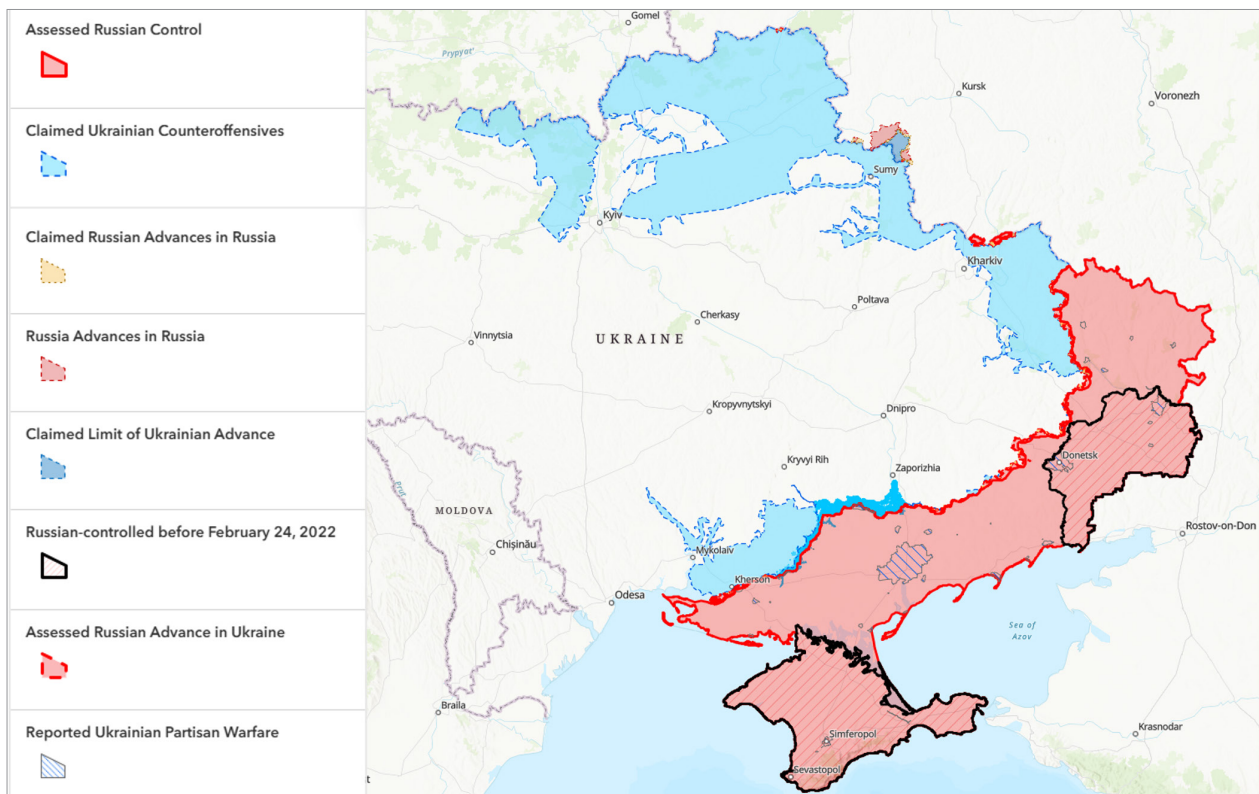 Assessed Russian Control
Claimed Ukrainian Counteroffensives
Claimed Russian Advances in Russia
Russia Advances in Russia
Claimed Limit of Ukrainian Advance
Russian-controlled before February 24, 2022
Assessed Russian Advance in Ukraine
Reported Ukrainian Partisan Warfare
Gomel
Prypyat'
Kursk
Voronezh
Sumy
Kyiv
Kharkiv
Poltava
Cherkasy
Vinnytsia
UKRAINE
Kropyvnytskyi
Dnipro
Donetsk
Kryvyi Rih
Zaporizhia
Prut
MOLDOVA
Rostov-on-Don
Chișinău
Mykolaiv
Kherson
Odesa
Sea of
Azov
Braila
Simferopol
Krasnodar
Sevastopol
t